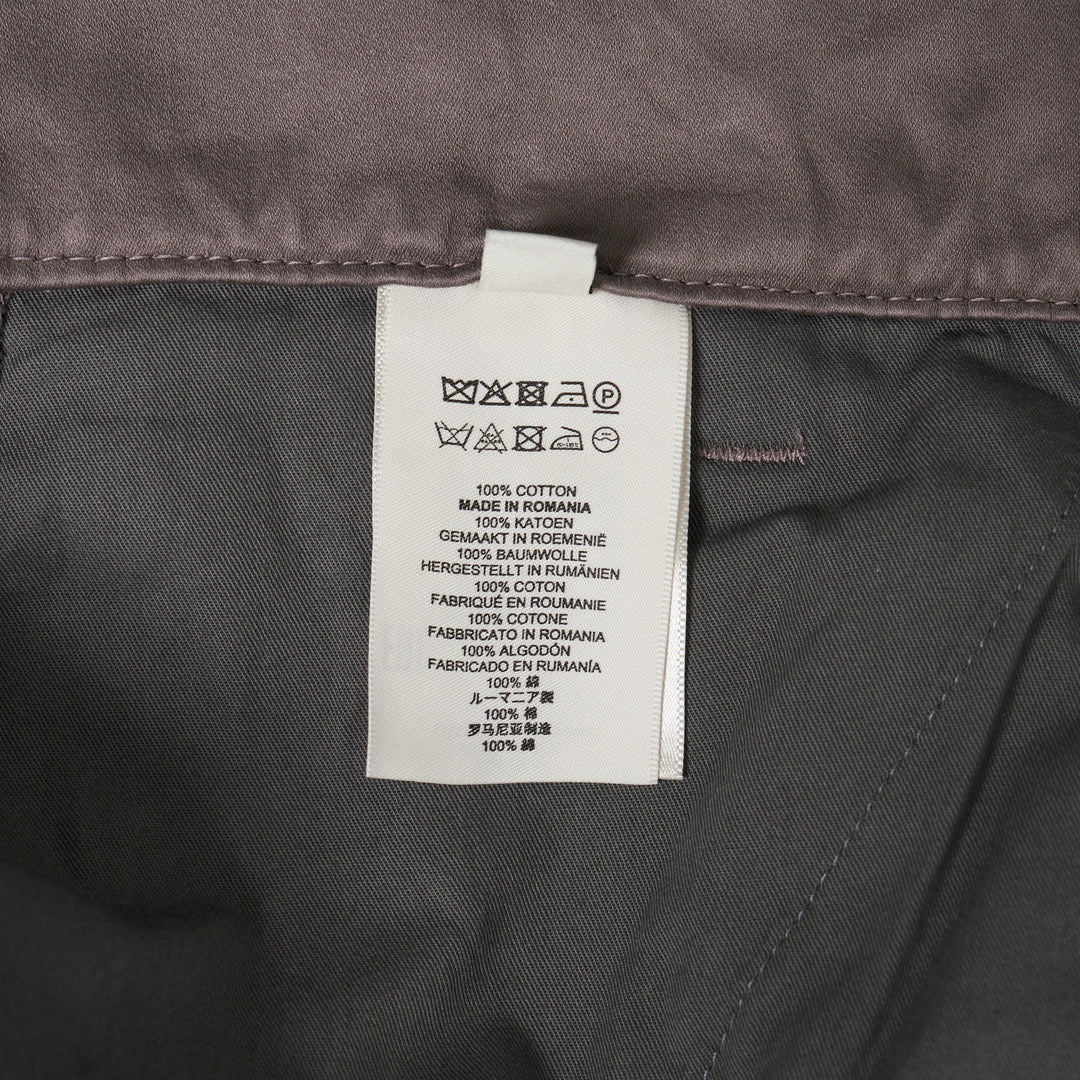 P
100% COTTON
MADE IN ROMANIA
100% KATOEN
GEMAAKT IN ROEMENIË
100% BAUMWOLLE
HERGESTELLT IN RUMÄNIEN
100% COTON
FABRIQUÉ EN ROUMANIE
100% COTONE
FABBRICATO IN ROMANIA
100% ALGODÓN
FABRICADO EN RUMANÍA
100% 綿
ルーマニア製
100% 棉
罗马尼亚制造
100% 綿